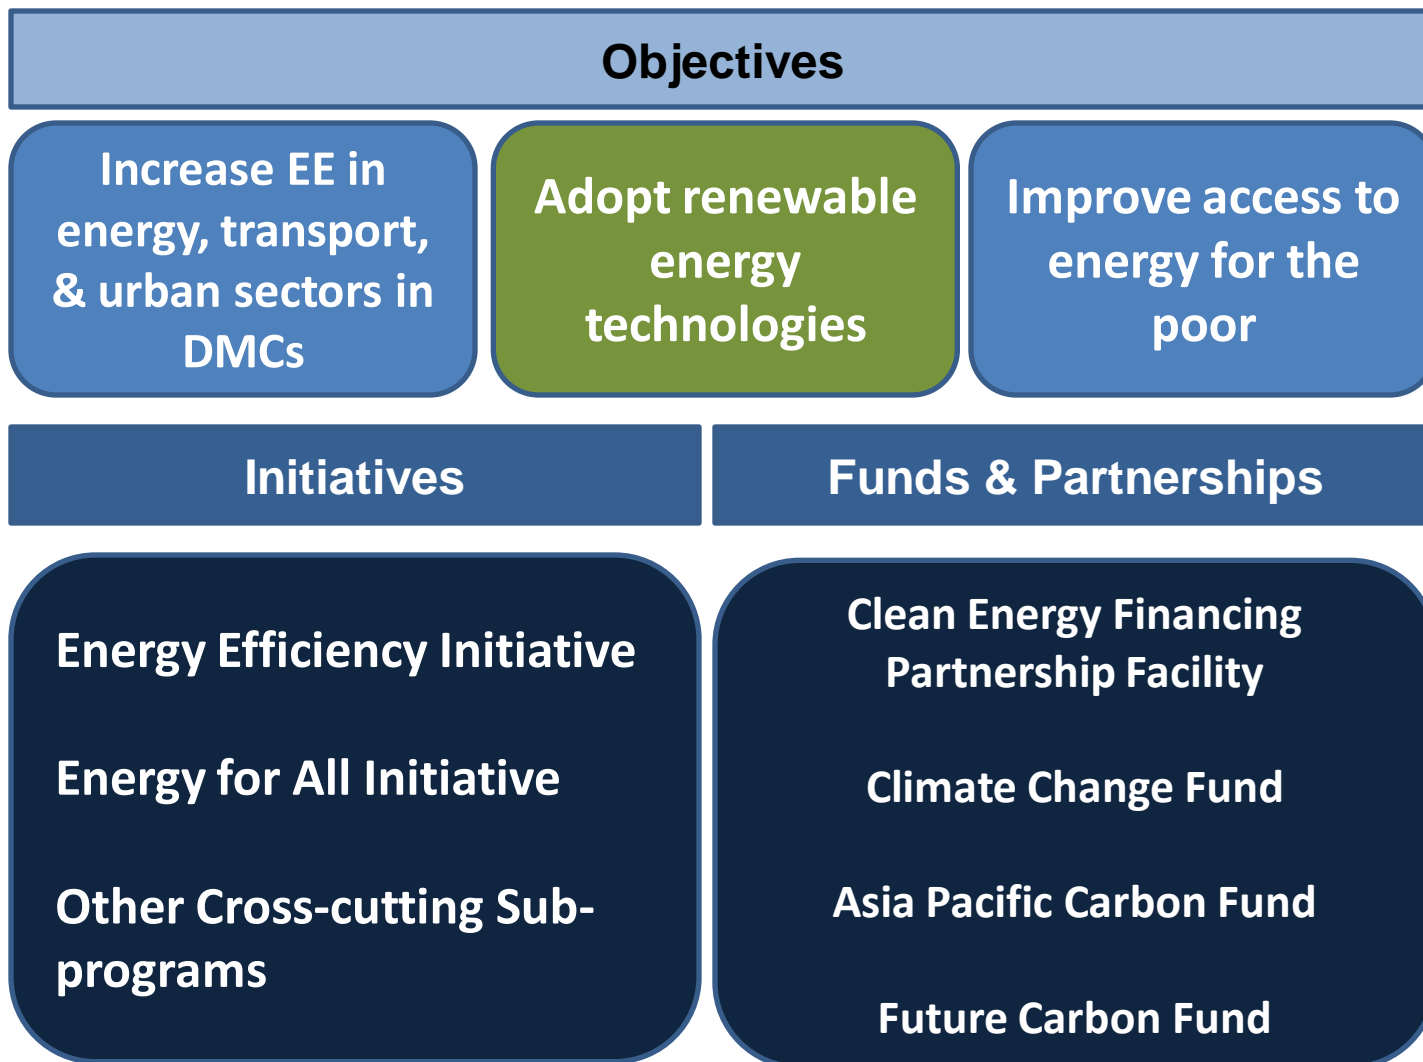 Objectives
Increase EE in
energy, transport,
& urban sectors in
DMCs
Adopt renewable
energy
technologies
Improve access to
energy for the
poor
Initiatives
Funds & Partnerships
Energy Efficiency Initiative
Energy for All Initiative
Other Cross-cutting Sub-
programs
Clean Energy Financing
Partnership Facility
Climate Change Fund
Asia Pacific Carbon Fund
Future Carbon Fund